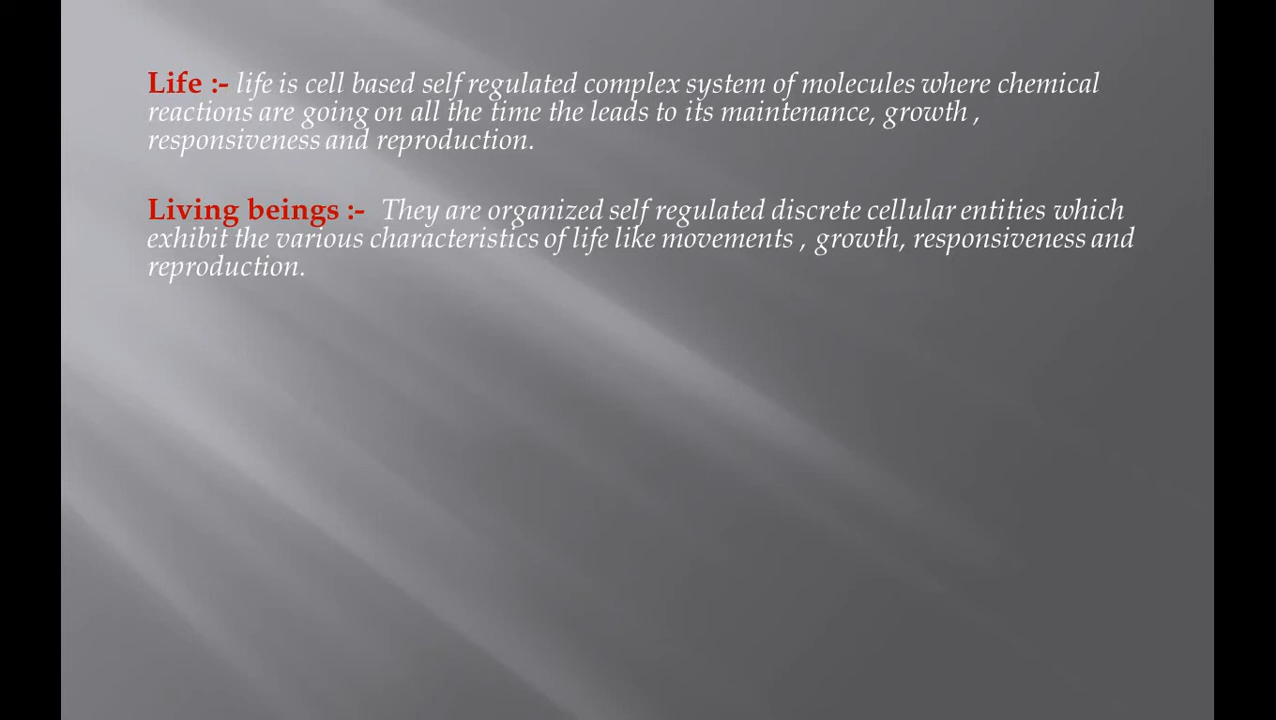 Life :- life is cell based self regulated complex system of molecules where chemical
reactions are going on all the time the leads to its maintenance, growth ,
responsiveness and reproduction.
Living beings :- They are organized self regulated discrete cellular entities which
exhibit the various characteristics of life like movements , growth, responsiveness and
reproduction.